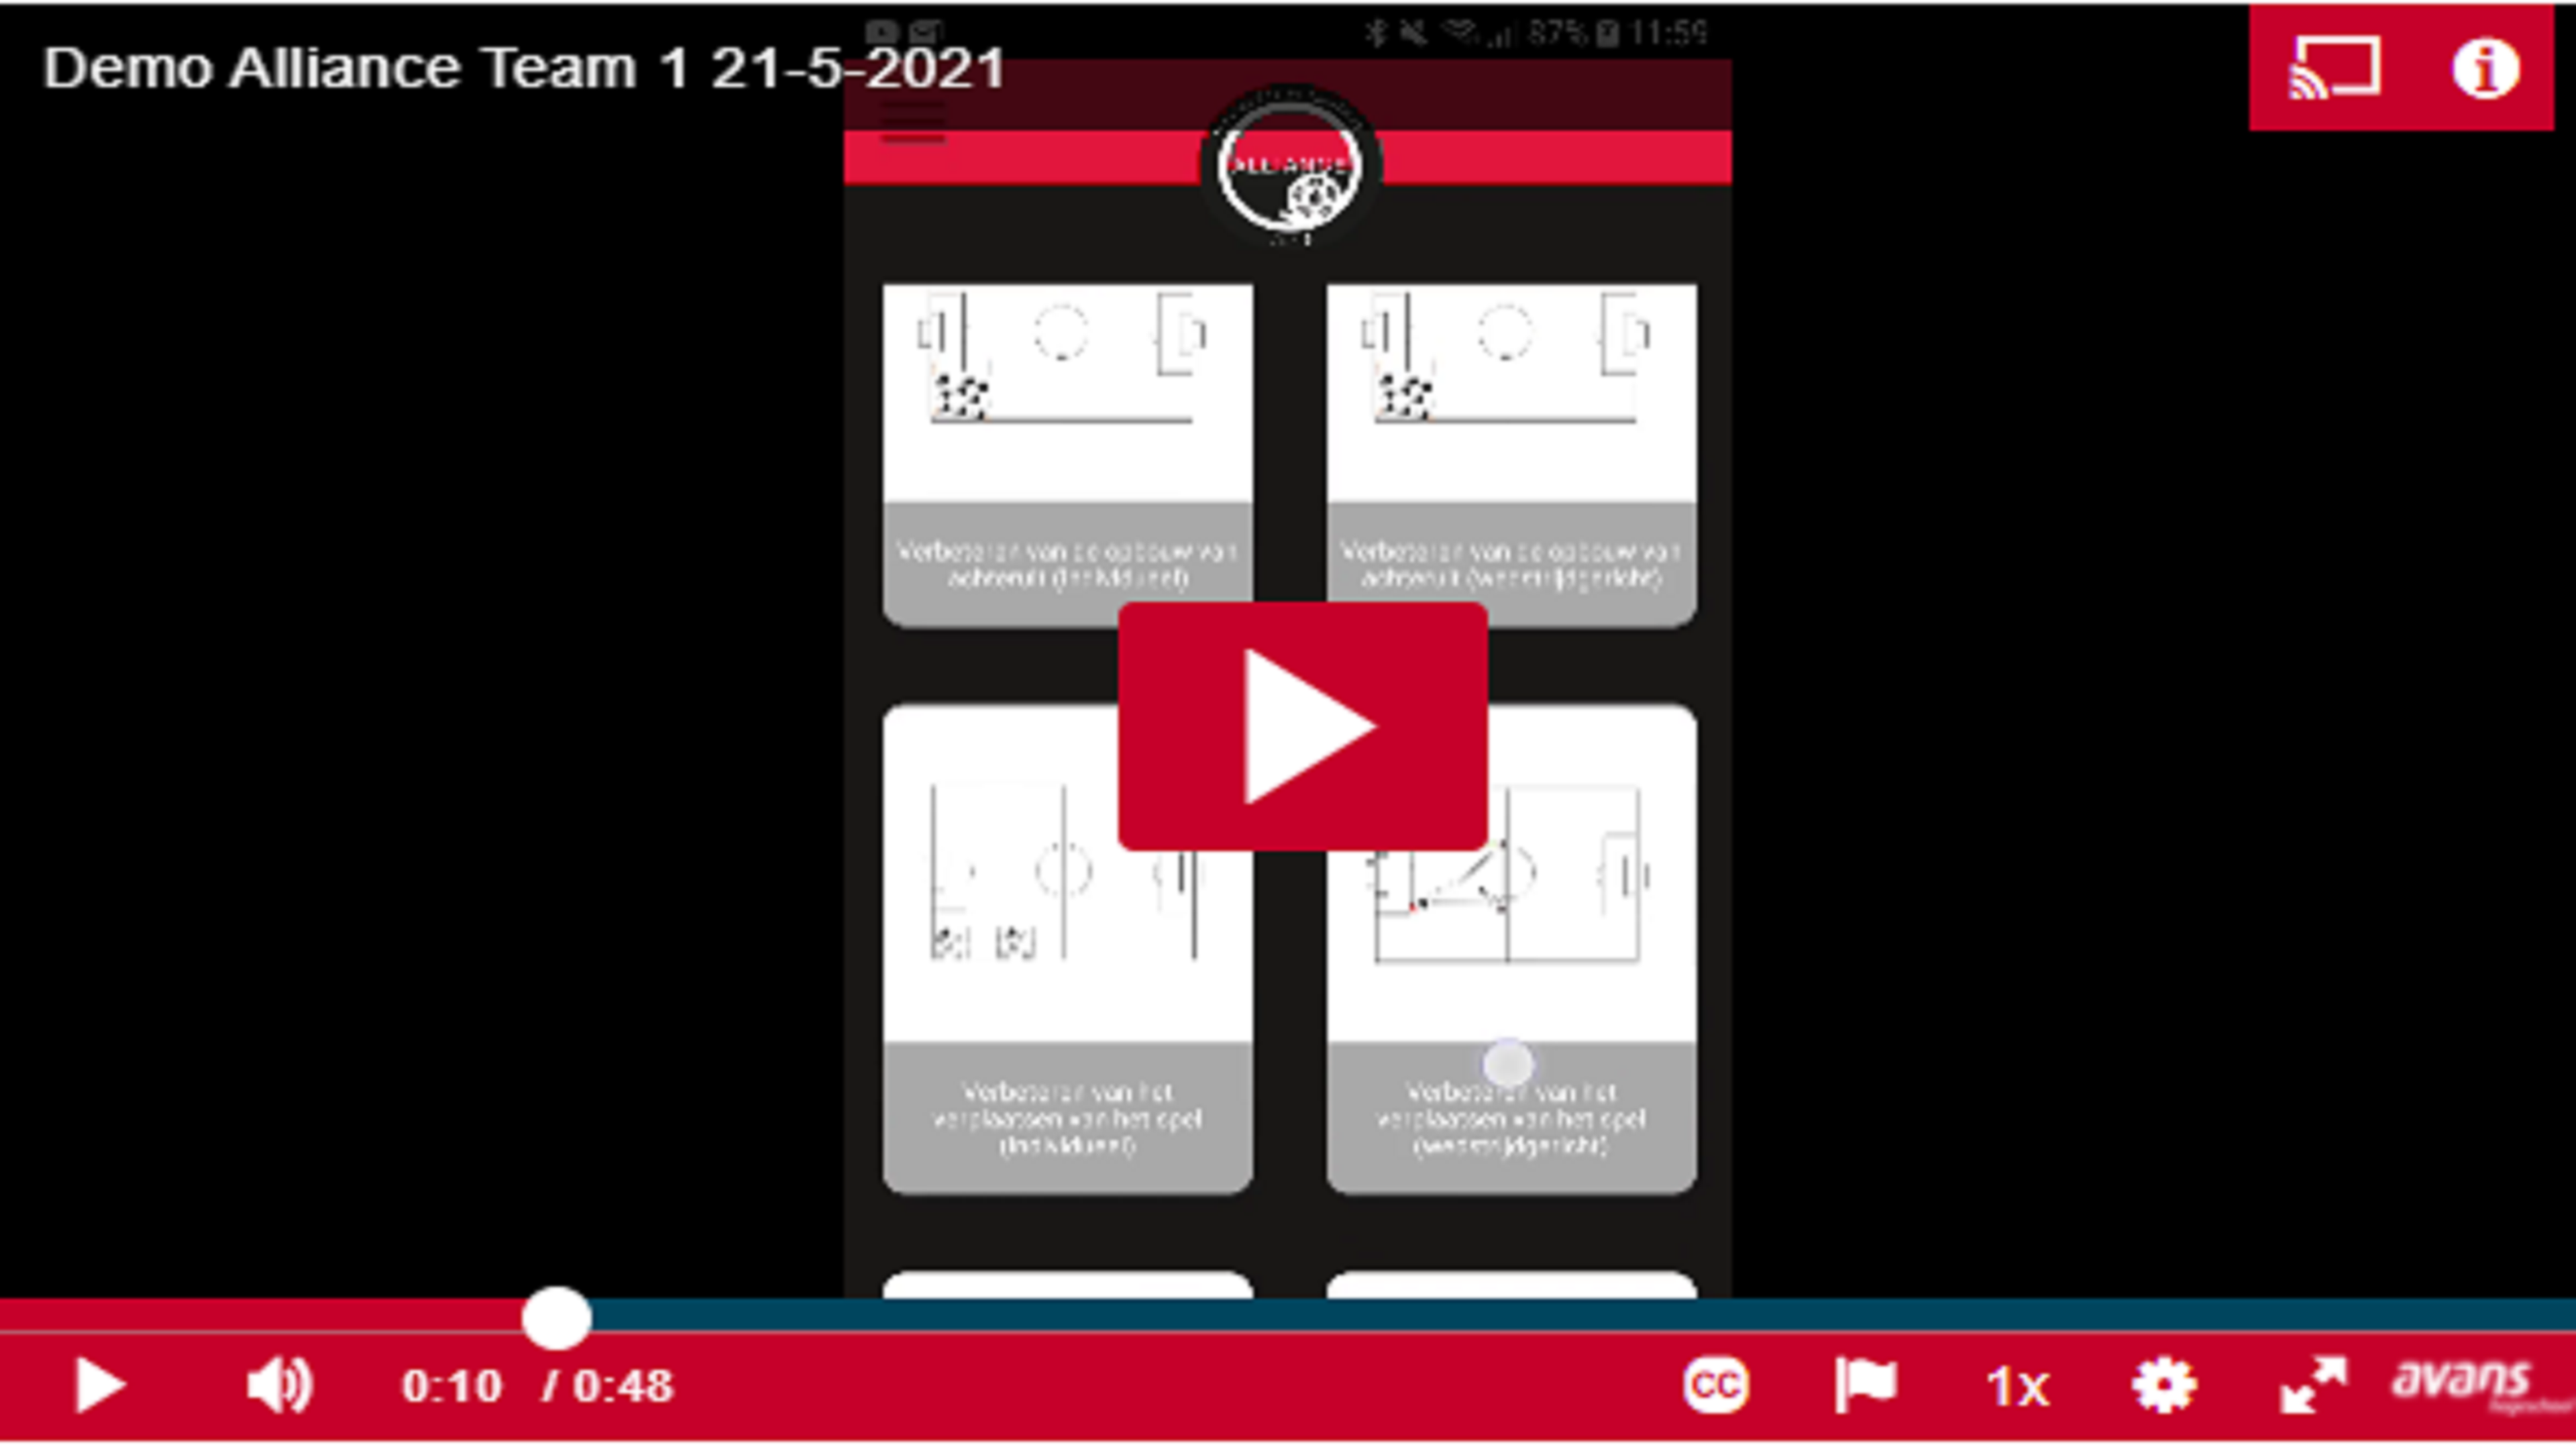 87% 11:59
Demo Alliance Team 1 21-5-2021
ALLIANCE
Verbeteren van de opbouw van
achteruit (individueel)
Verbeteren van de opbouw van
achteruit (wedstrijdgericht)
Verbeteren van het
verplaatsen van het spel
(individueel)
Verbeteren van het
verplaatsen van het spel
(wedstrijdgericht)
0:10 / 0:48
CC
1x
avans
hogeschool